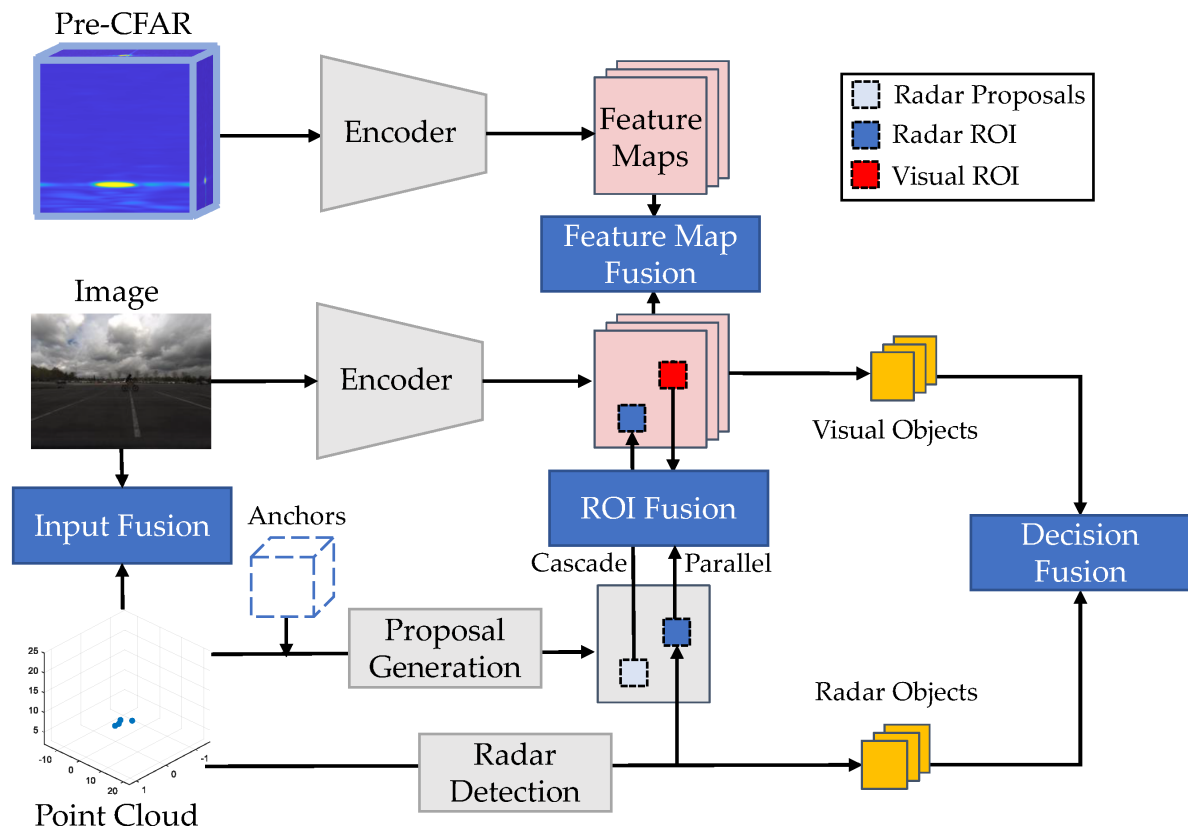 Pre-CFAR
Encoder
Feature
Maps
Radar Proposals
Radar ROI
Visual ROI
Feature Map
Fusion
Image
Encoder
Visual Objects
Input Fusion
Anchors
ROI Fusion
Decision
Fusion
Cascade
Parallel
Proposal
Generation
25
20
15
10
5
-10
0
10
20
1
0
-1
Radar Objects
Radar
Detection
Point Cloud